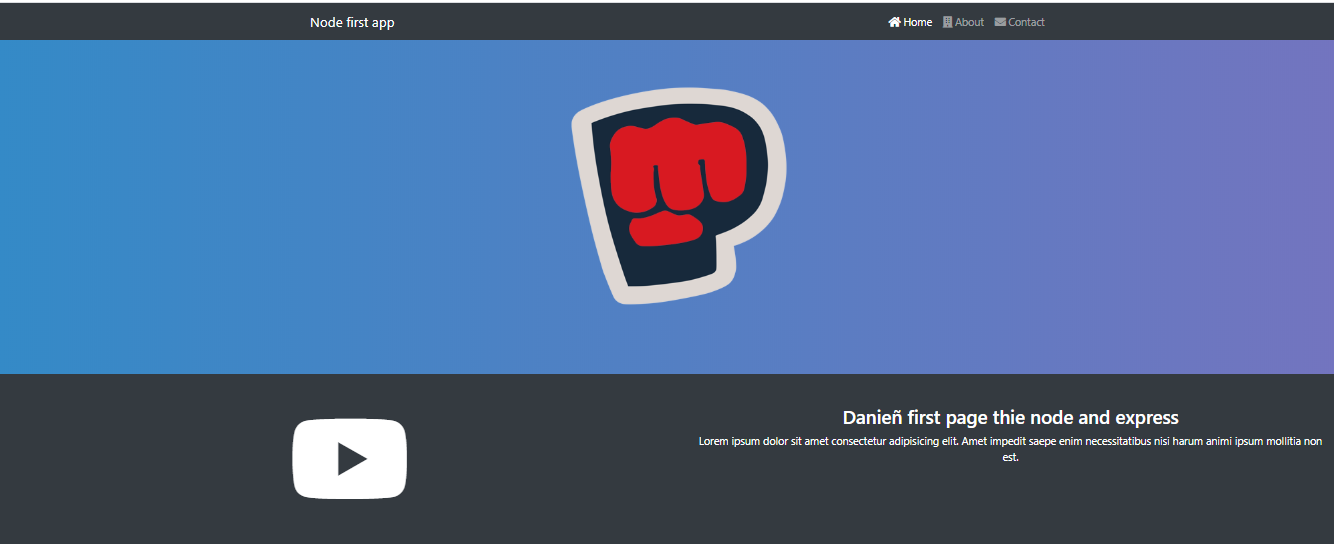 Node first app
Home About Contact
Danieñ first page thie node and express
Lorem ipsum dolor sit amet consectetur adipisicing elit. Amet impedit saepe enim necessitatibus nisi harum animi ipsum mollitia non
est.